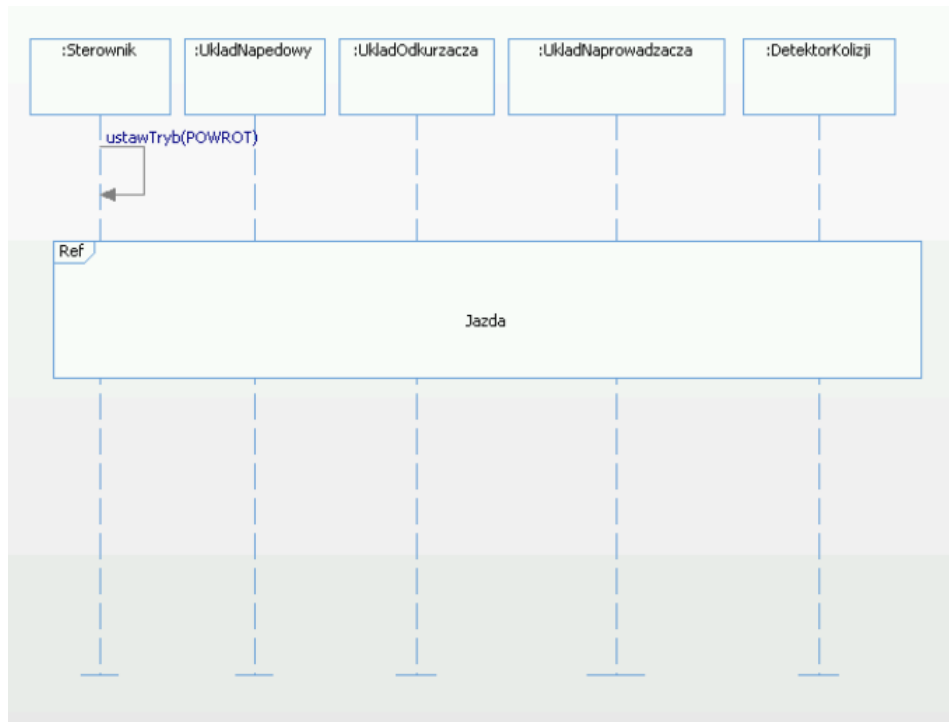 :Sterownik
:UkladNapedowy
:UkladOdkurzacza
:UkladNaprowadzacza
:DetektorKolizji
ustawTryb(POWROT)
Ref
Jazda